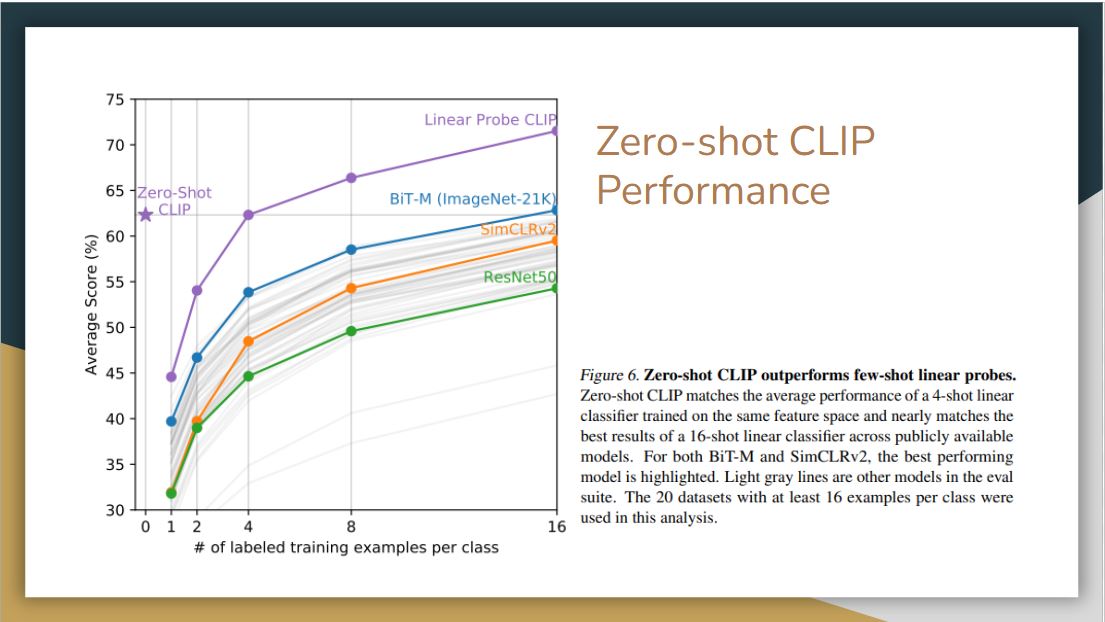 Zero-shot CLIP
Performance
75
70
65
60
55
50
45
40
35
30
Average Score (%)
Linear Probe CLIP
Zero-Shot
CLIP
BiT-M (ImageNet-21K)
SimCLRv2
ResNet50
0 1 2 4 8 16
# of labeled training examples per class
Figure 6. Zero-shot CLIP outperforms few-shot linear probes.
Zero-shot CLIP matches the average performance of a 4-shot linear
classifier trained on the same feature space and nearly matches the
best results of a 16-shot linear classifier across publicly available
models. For both BiT-M and SimCLRv2, the best performing
model is highlighted. Light gray lines are other models in the eval
suite. The 20 datasets with at least 16 examples per class were
used in this analysis.